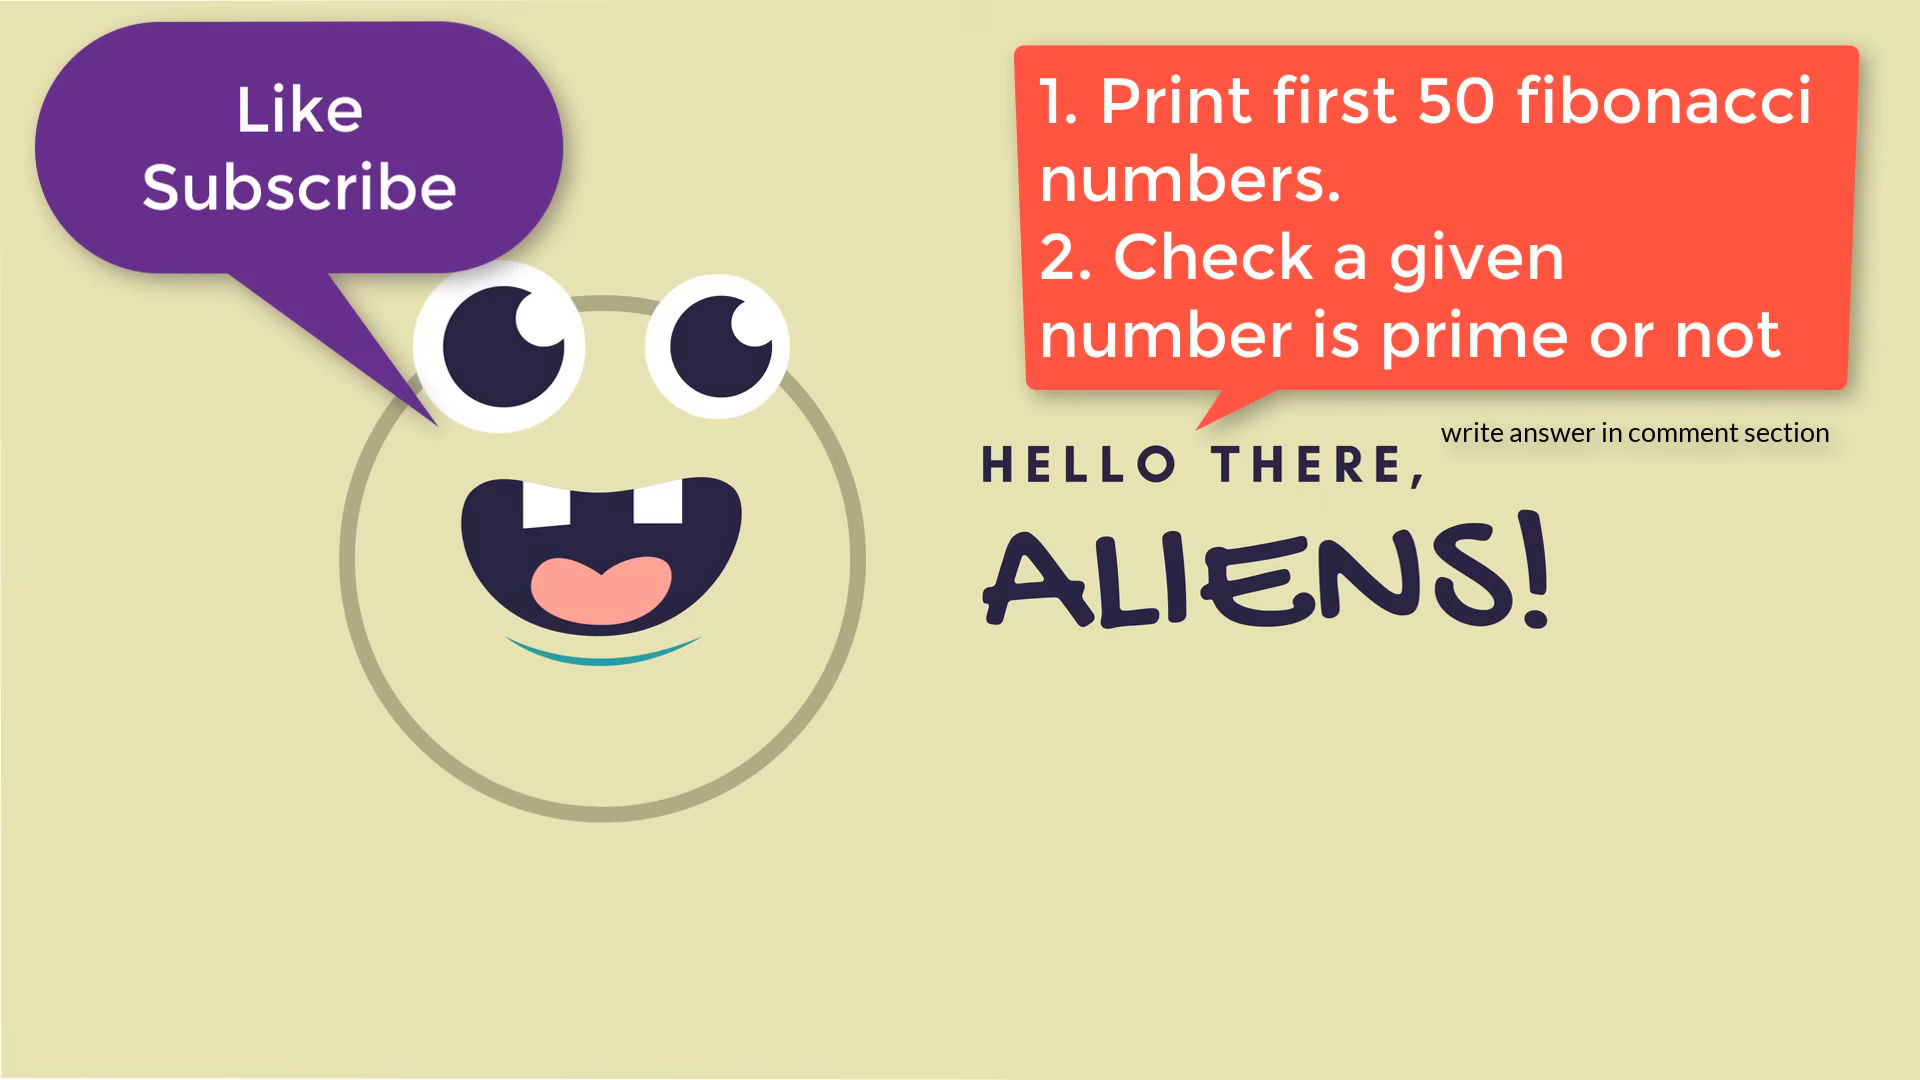 Like
Subscribe
1. Print first 50 fibonacci
numbers.
2. Check a given
number is prime or not
write answer in comment section
HELLO THERE,
ALIENS!